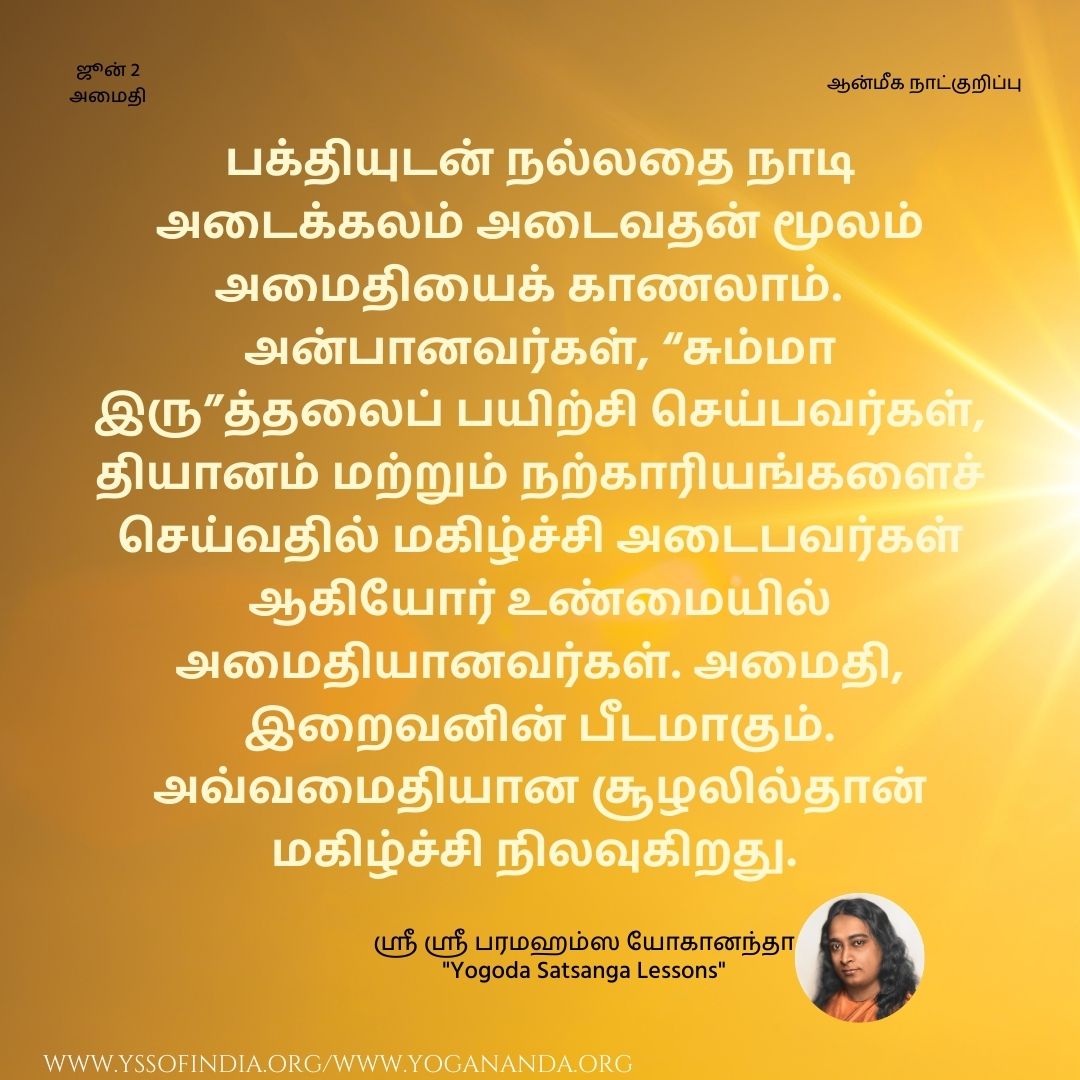 ஜூன் 2
அமைதி
ஆன்மீக நாட்குறிப்பு
பக்தியுடன் நல்லதை நாடி
அடைக்கலம் அடைவதன் மூலம்
அமைதியைக் காணலாம்.
அன்பானவர்கள், “சும்மா
இரு”த்தலைப் பயிற்சி செய்பவர்கள்,
தியானம் மற்றும் நற்காரியங்களைச்
செய்வதில் மகிழ்ச்சி அடைபவர்கள்
ஆகியோர் உண்மையில்
அமைதியானவர்கள். அமைதி,
இறைவனின் பீடமாகும்.
அவ்வமைதியான சூழலில்தான்
மகிழ்ச்சி நிலவுகிறது.
ஸ்ரீ ஸ்ரீ பரமஹம்ஸ யோகானந்தா
"Yogoda Satsanga Lessons"
WWW.YSSOFINDIA.ORG/WWW.YOGANANDA.ORG